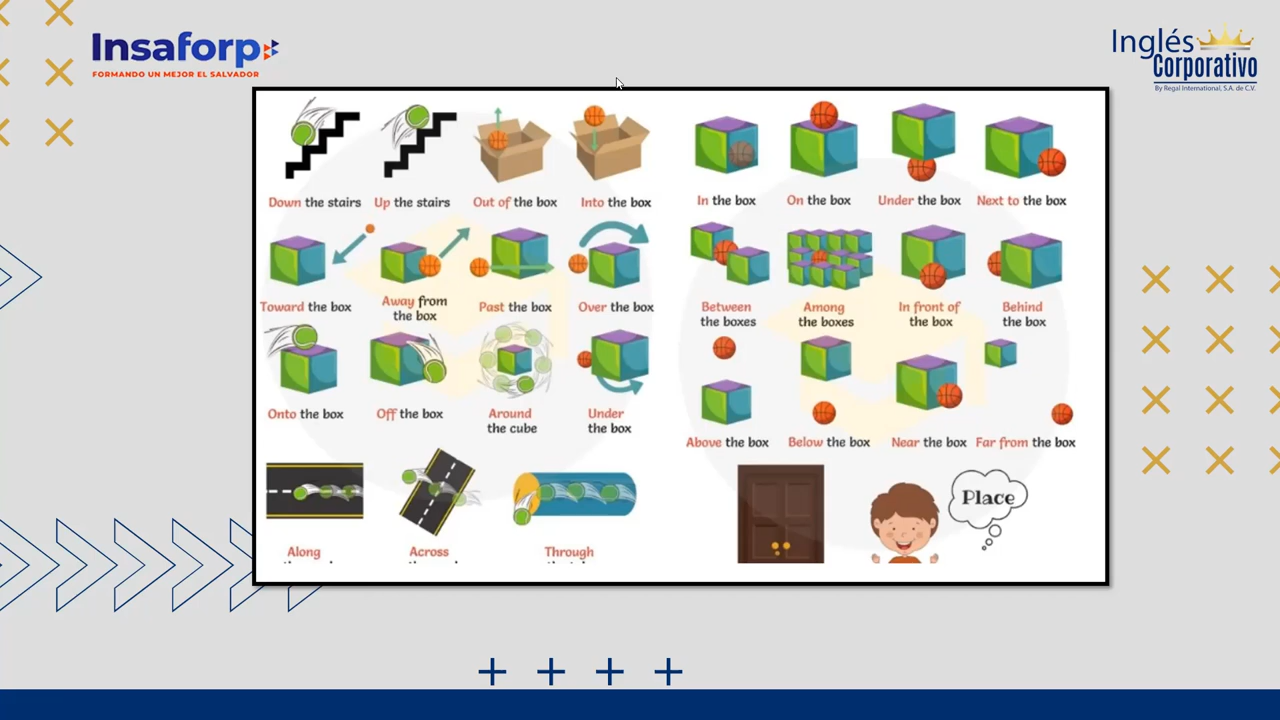 Insaforp
FORMANDO UN MEJOR EL SALVADOR
Inglés
Corporativo
By Regal International, S.A. de C.V.
Down the stairs
Up the stairs
Out of the box
Into the box
Toward the box
Away from
the box
Past the box
Over the box
Onto the box
Off the box
Around
the cube
Under
the box
Along
Across
Through
In the box
On the box
Under the box
Next to the box
Between
the boxes
Among
the boxes
In front of
the box
Behind
the box
Above the box
Below the box
Near the box
Far from the box
Place